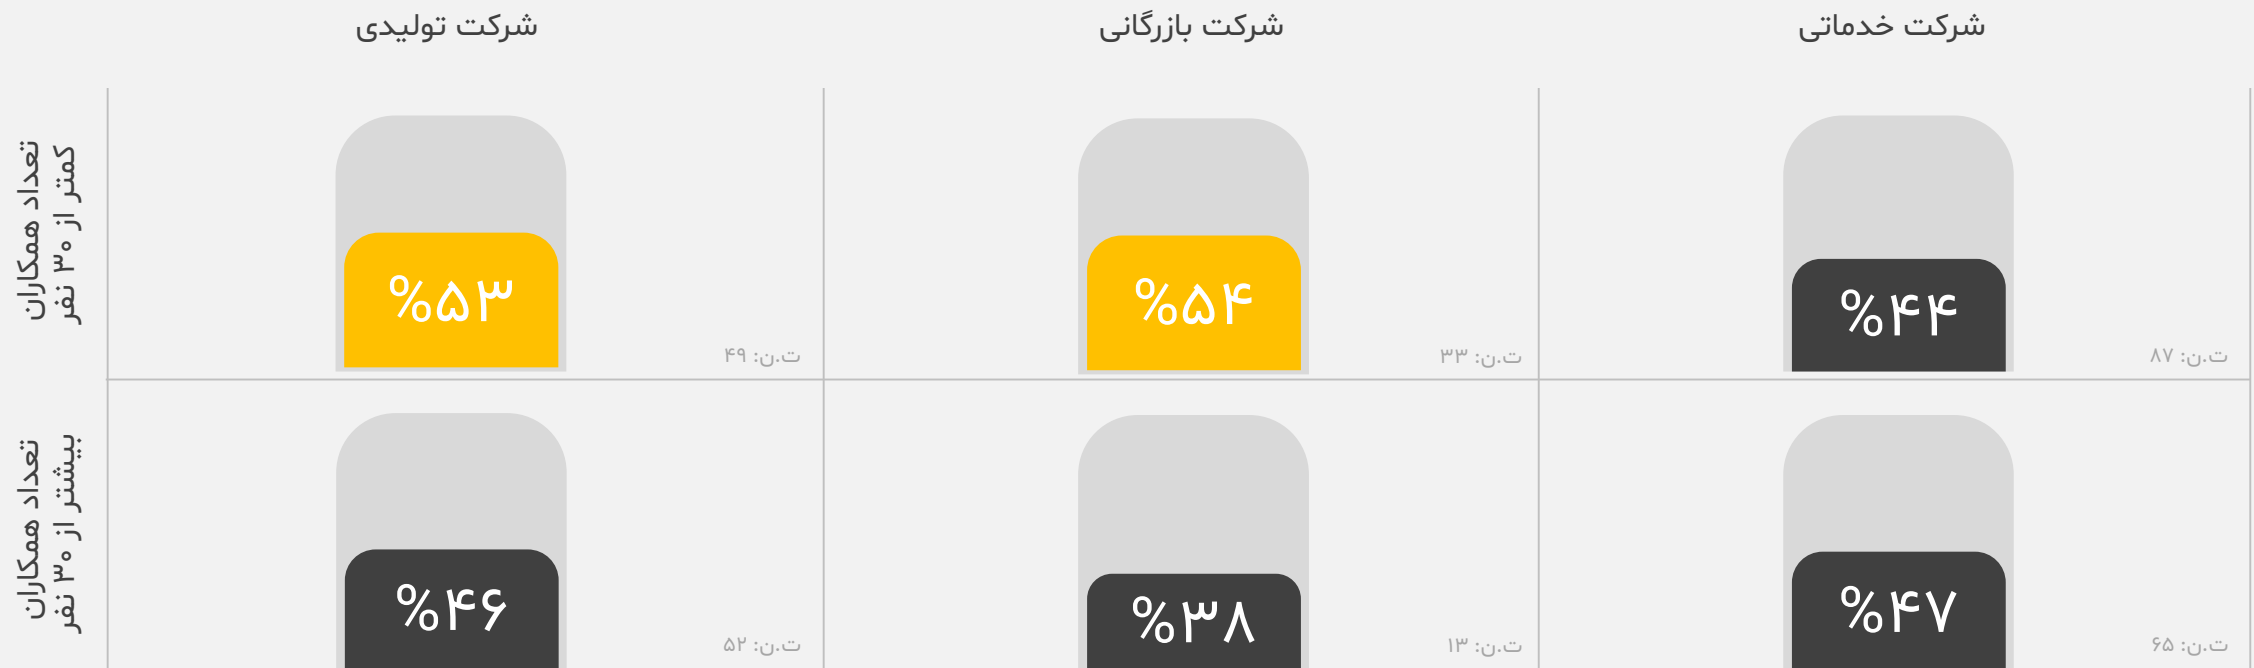 شرکت خدماتی
شرکت بازرگانی
شرکت تولیدی
تعداد همکاران
کمتر از ۳۰ نفر
%۴۴
ت.ن: ۸۷
%۵۴
ت.ن: ۳۳
%۵۳
ت.ن: ۴۹
تعداد همکاران
بیشتر از ۳۰ نفر
%۴۷
ت.ن: ۶۵
%۳۸
ت.ن: ۱۳
%۴۶
ت.ن: ۵۲